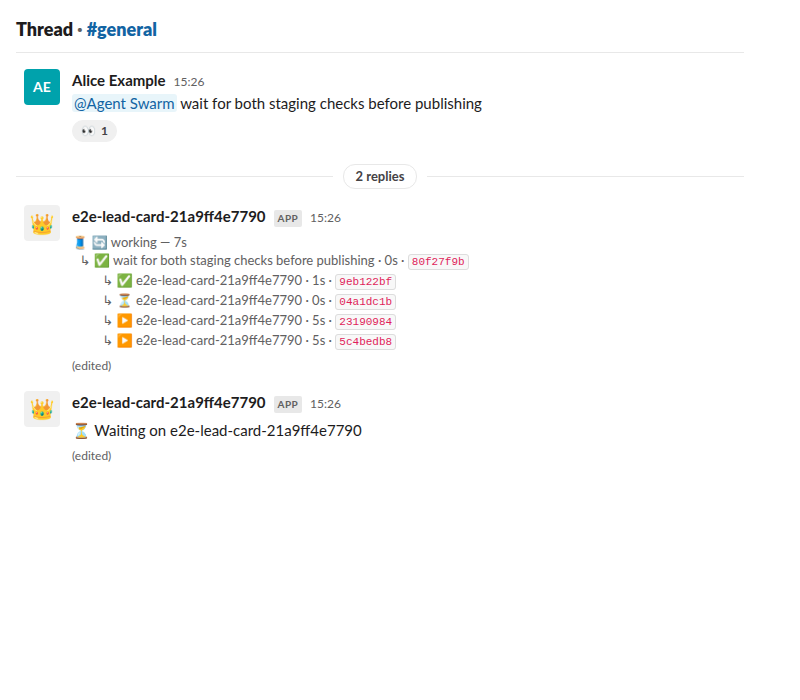 Thread • #general
AE
Alice Example 15:26
@Agent Swarm wait for both staging checks before publishing
👀 1
2 replies
e2e-lead-card-21a9ff4e7790 APP 15:26
🧵 🔄 working — 7s
↳ ✅ wait for both staging checks before publishing · 0s · 80f27f9b
↳ ✅ e2e-lead-card-21a9ff4e7790 · 1s · 9eb122bf
↳ ⏳ e2e-lead-card-21a9ff4e7790 · 0s · 04a1dc1b
↳ ▶️ e2e-lead-card-21a9ff4e7790 · 5s · 23190984
↳ ▶️ e2e-lead-card-21a9ff4e7790 · 5s · 5c4bedb8
(edited)
e2e-lead-card-21a9ff4e7790 APP 15:26
⏳ Waiting on e2e-lead-card-21a9ff4e7790
(edited)